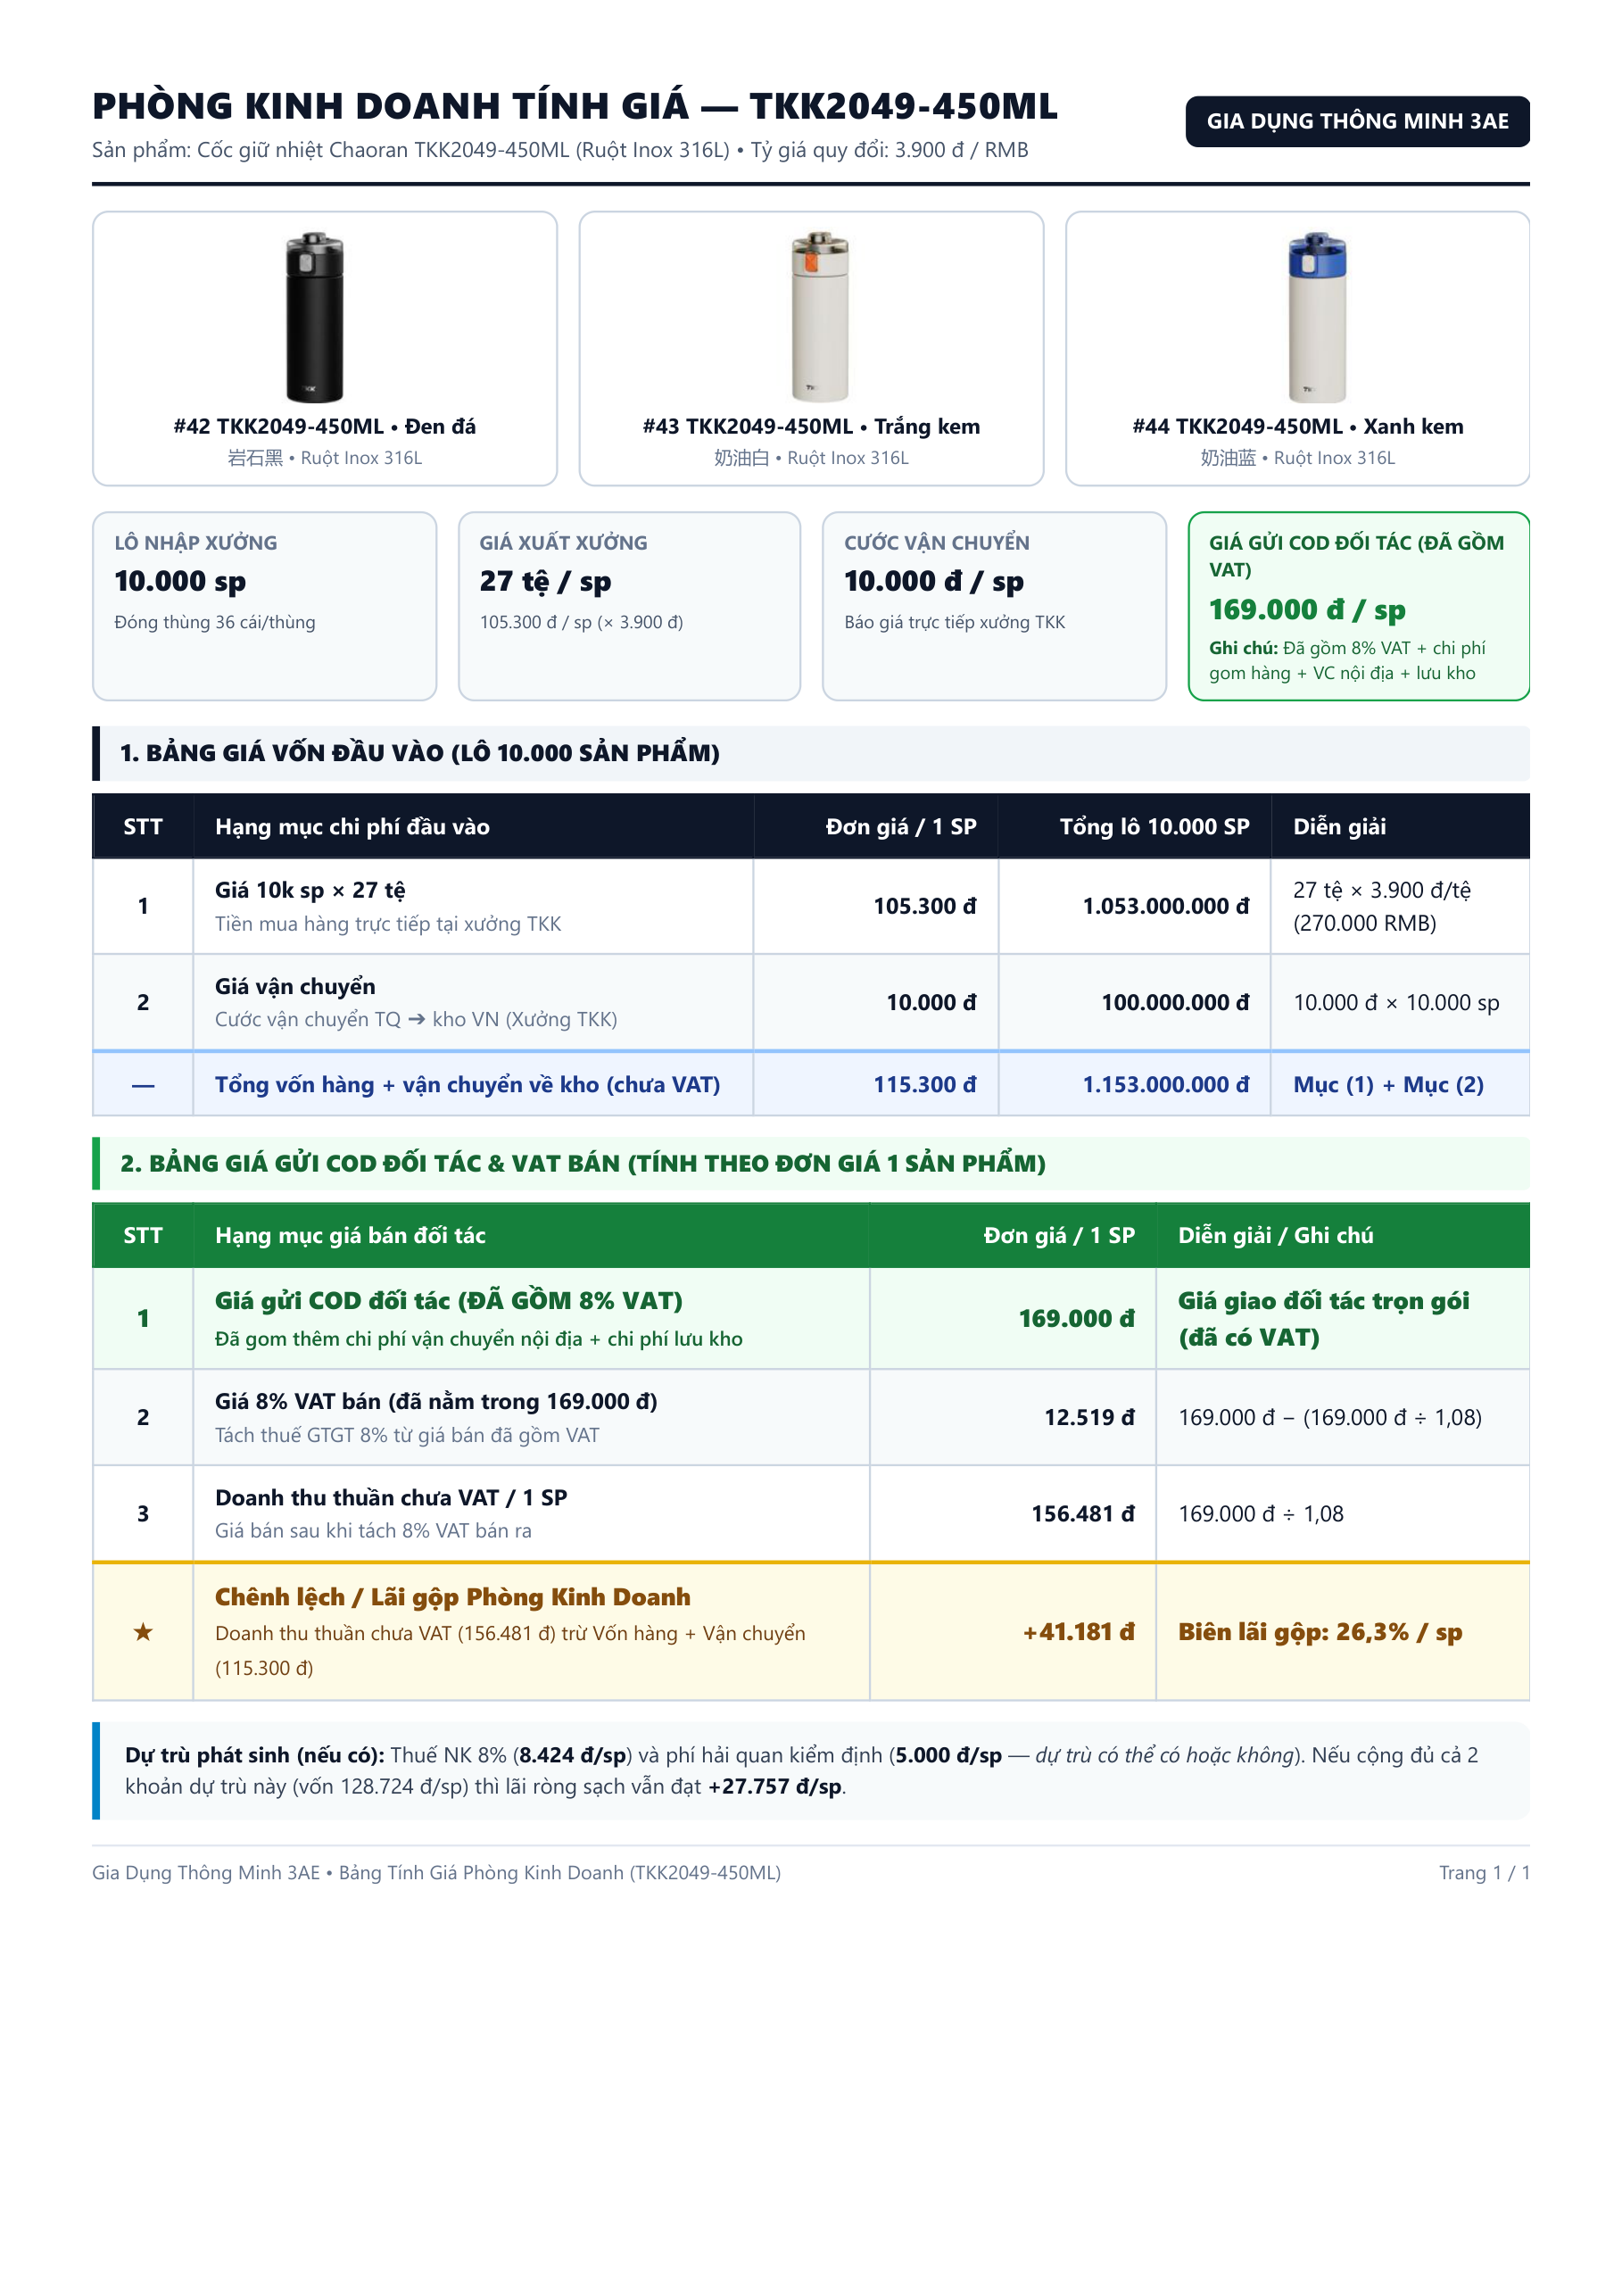 PHÒNG KINH DOANH TÍNH GIÁ — TKK2049-450ML
GIA DỤNG THÔNG MINH 3AE
Sản phẩm: Cốc giữ nhiệt Chaoran TKK2049-450ML (Ruột Inox 316L) • Tỷ giá quy đổi: 3.900 đ / RMB
TKK
#42 TKK2049-450ML • Đen đá
岩石黑 • Ruột Inox 316L
TKK
#43 TKK2049-450ML • Trắng kem
奶油白 • Ruột Inox 316L
TKK
#44 TKK2049-450ML • Xanh kem
奶油蓝 • Ruột Inox 316L
LÔ NHẬP XƯỞNG
10.000 sp
Đóng thùng 36 cái/thùng
GIÁ XUẤT XƯỞNG
27 tệ / sp
105.300 đ / sp (× 3.900 đ)
CƯỚC VẬN CHUYỂN
10.000 đ / sp
Báo giá trực tiếp xưởng TKK
GIÁ GỬI COD ĐỐI TÁC (ĐÃ GỒM
VAT)
169.000 đ / sp
Ghi chú: Đã gồm 8% VAT + chi phí
gom hàng + VC nội địa + lưu kho
1. BẢNG GIÁ VỐN ĐẦU VÀO (LÔ 10.000 SẢN PHẨM)
STT Hạng mục chi phí đầu vào Đơn giá / 1 SP Tổng lô 10.000 SP Diễn giải
1 Giá 10k sp × 27 tệ 105.300 đ 1.053.000.000 đ 27 tệ × 3.900 đ/tệ
Tiền mua hàng trực tiếp tại xưởng TKK (270.000 RMB)
2 Giá vận chuyển 10.000 đ 100.000.000 đ 10.000 đ × 10.000 sp
Cước vận chuyển TQ ➔ kho VN (Xưởng TKK)
— Tổng vốn hàng + vận chuyển về kho (chưa VAT) 115.300 đ 1.153.000.000 đ Mục (1) + Mục (2)
2. BẢNG GIÁ GỬI COD ĐỐI TÁC & VAT BÁN (TÍNH THEO ĐƠN GIÁ 1 SẢN PHẨM)
STT Hạng mục giá bán đối tác Đơn giá / 1 SP Diễn giải / Ghi chú
1 Giá gửi COD đối tác (ĐÃ GỒM 8% VAT) 169.000 đ Giá giao đối tác trọn gói
Đã gom thêm chi phí vận chuyển nội địa + chi phí lưu kho (đã có VAT)
2 Giá 8% VAT bán (đã nằm trong 169.000 đ) 12.519 đ 169.000 đ − (169.000 đ ÷ 1,08)
Tách thuế GTGT 8% từ giá bán đã gồm VAT
3 Doanh thu thuần chưa VAT / 1 SP 156.481 đ 169.000 đ ÷ 1,08
Giá bán sau khi tách 8% VAT bán ra
★ Chênh lệch / Lãi gộp Phòng Kinh Doanh +41.181 đ Biên lãi gộp: 26,3% / sp
Doanh thu thuần chưa VAT (156.481 đ) trừ Vốn hàng + Vận chuyển
(115.300 đ)
Dự trù phát sinh (nếu có): Thuế NK 8% (8.424 đ/sp) và phí hải quan kiểm định (5.000 đ/sp — dự trù có thể có hoặc không). Nếu cộng đủ cả 2
khoản dự trù này (vốn 128.724 đ/sp) thì lãi ròng sạch vẫn đạt +27.757 đ/sp.
Gia Dụng Thông Minh 3AE • Bảng Tính Giá Phòng Kinh Doanh (TKK2049-450ML) Trang 1 / 1